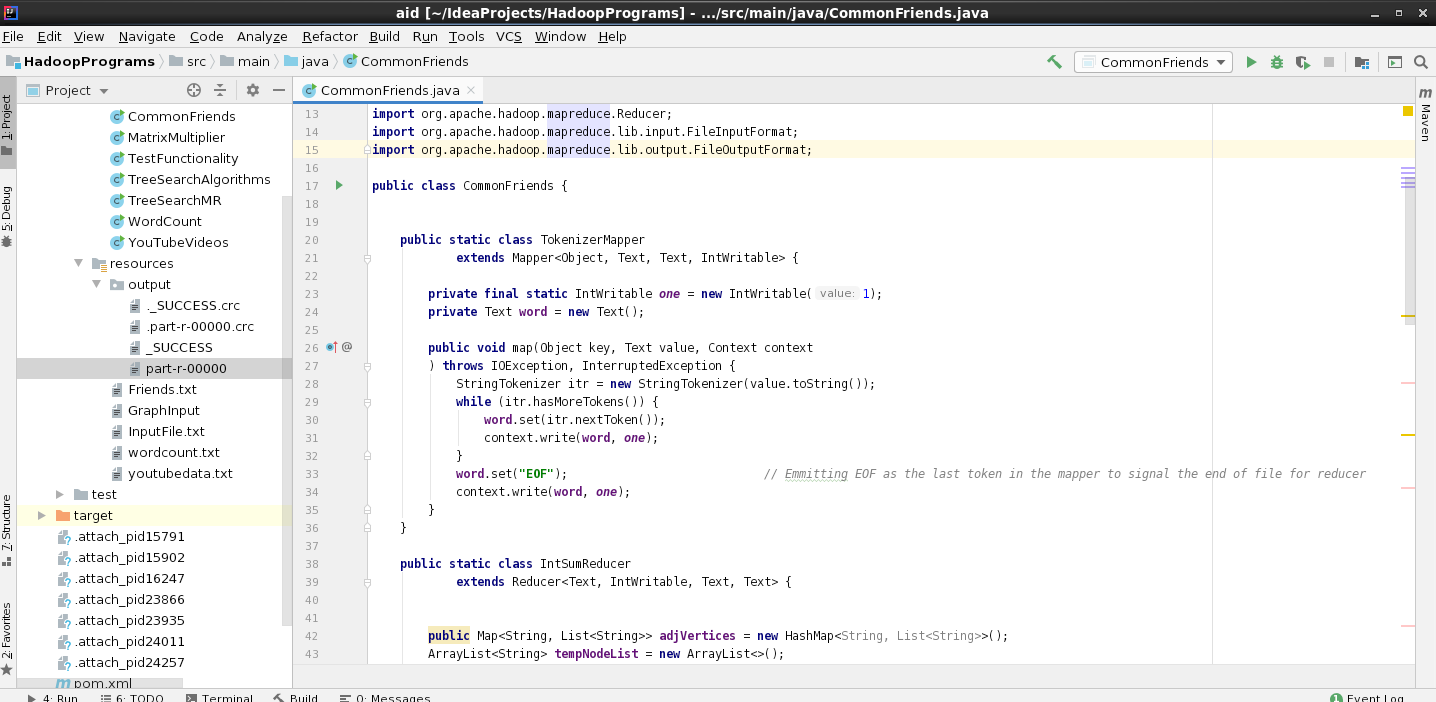 aid [~/IdeaProjects/HadoopPrograms] - .../src/main/java/CommonFriends.java
File Edit View Navigate Code Analyze Refactor Build Run Tools VCS Window Help
HadoopPrograms src main java CommonFriends CommonFriends
Project CommonFriends.java
1: Project
5: Debug
7: Structure
2: Favorites
CommonFriends
MatrixMultiplier
TestFunctionality
TreeSearchAlgorithms
TreeSearchMR
WordCount
YouTubeVideos
resources
output
._SUCCESS.crc
.part-r-00000.crc
_SUCCESS
part-r-00000
Friends.txt
GraphInput
InputFile.txt
wordcount.txt
youtubedata.txt
test
target
.attach_pid15791
.attach_pid15902
.attach_pid16247
.attach_pid23866
.attach_pid23935
.attach_pid24011
.attach_pid24257
pom.xml
13 import org.apache.hadoop.mapreduce.Reducer;
14 import org.apache.hadoop.mapreduce.lib.input.FileInputFormat;
15 import org.apache.hadoop.mapreduce.lib.output.FileOutputFormat;
16
17 public class CommonFriends {
18
19
20 public static class TokenizerMapper
21 extends Mapper<Object, Text, Text, IntWritable> {
22
23 private final static IntWritable one = new IntWritable( value: 1);
24 private Text word = new Text();
25
26 @ public void map(Object key, Text value, Context context
27 ) throws IOException, InterruptedException {
28 StringTokenizer itr = new StringTokenizer(value.toString());
29 while (itr.hasMoreTokens()) {
30 word.set(itr.nextToken());
31 context.write(word, one);
32 }
33 word.set("EOF"); // Emmitting EOF as the last token in the mapper to signal the end of file for reducer
34 context.write(word, one);
35 }
36 }
37
38 public static class IntSumReducer
39 extends Reducer<Text, IntWritable, Text, Text> {
40
41
42 public Map<String, List<String>> adjVertices = new HashMap<String, List<String>>();
43 ArrayList<String> tempNodeList = new ArrayList<>();
m Maven
4: Run 6: TODO Terminal Build 0: Messages 1 Event Log